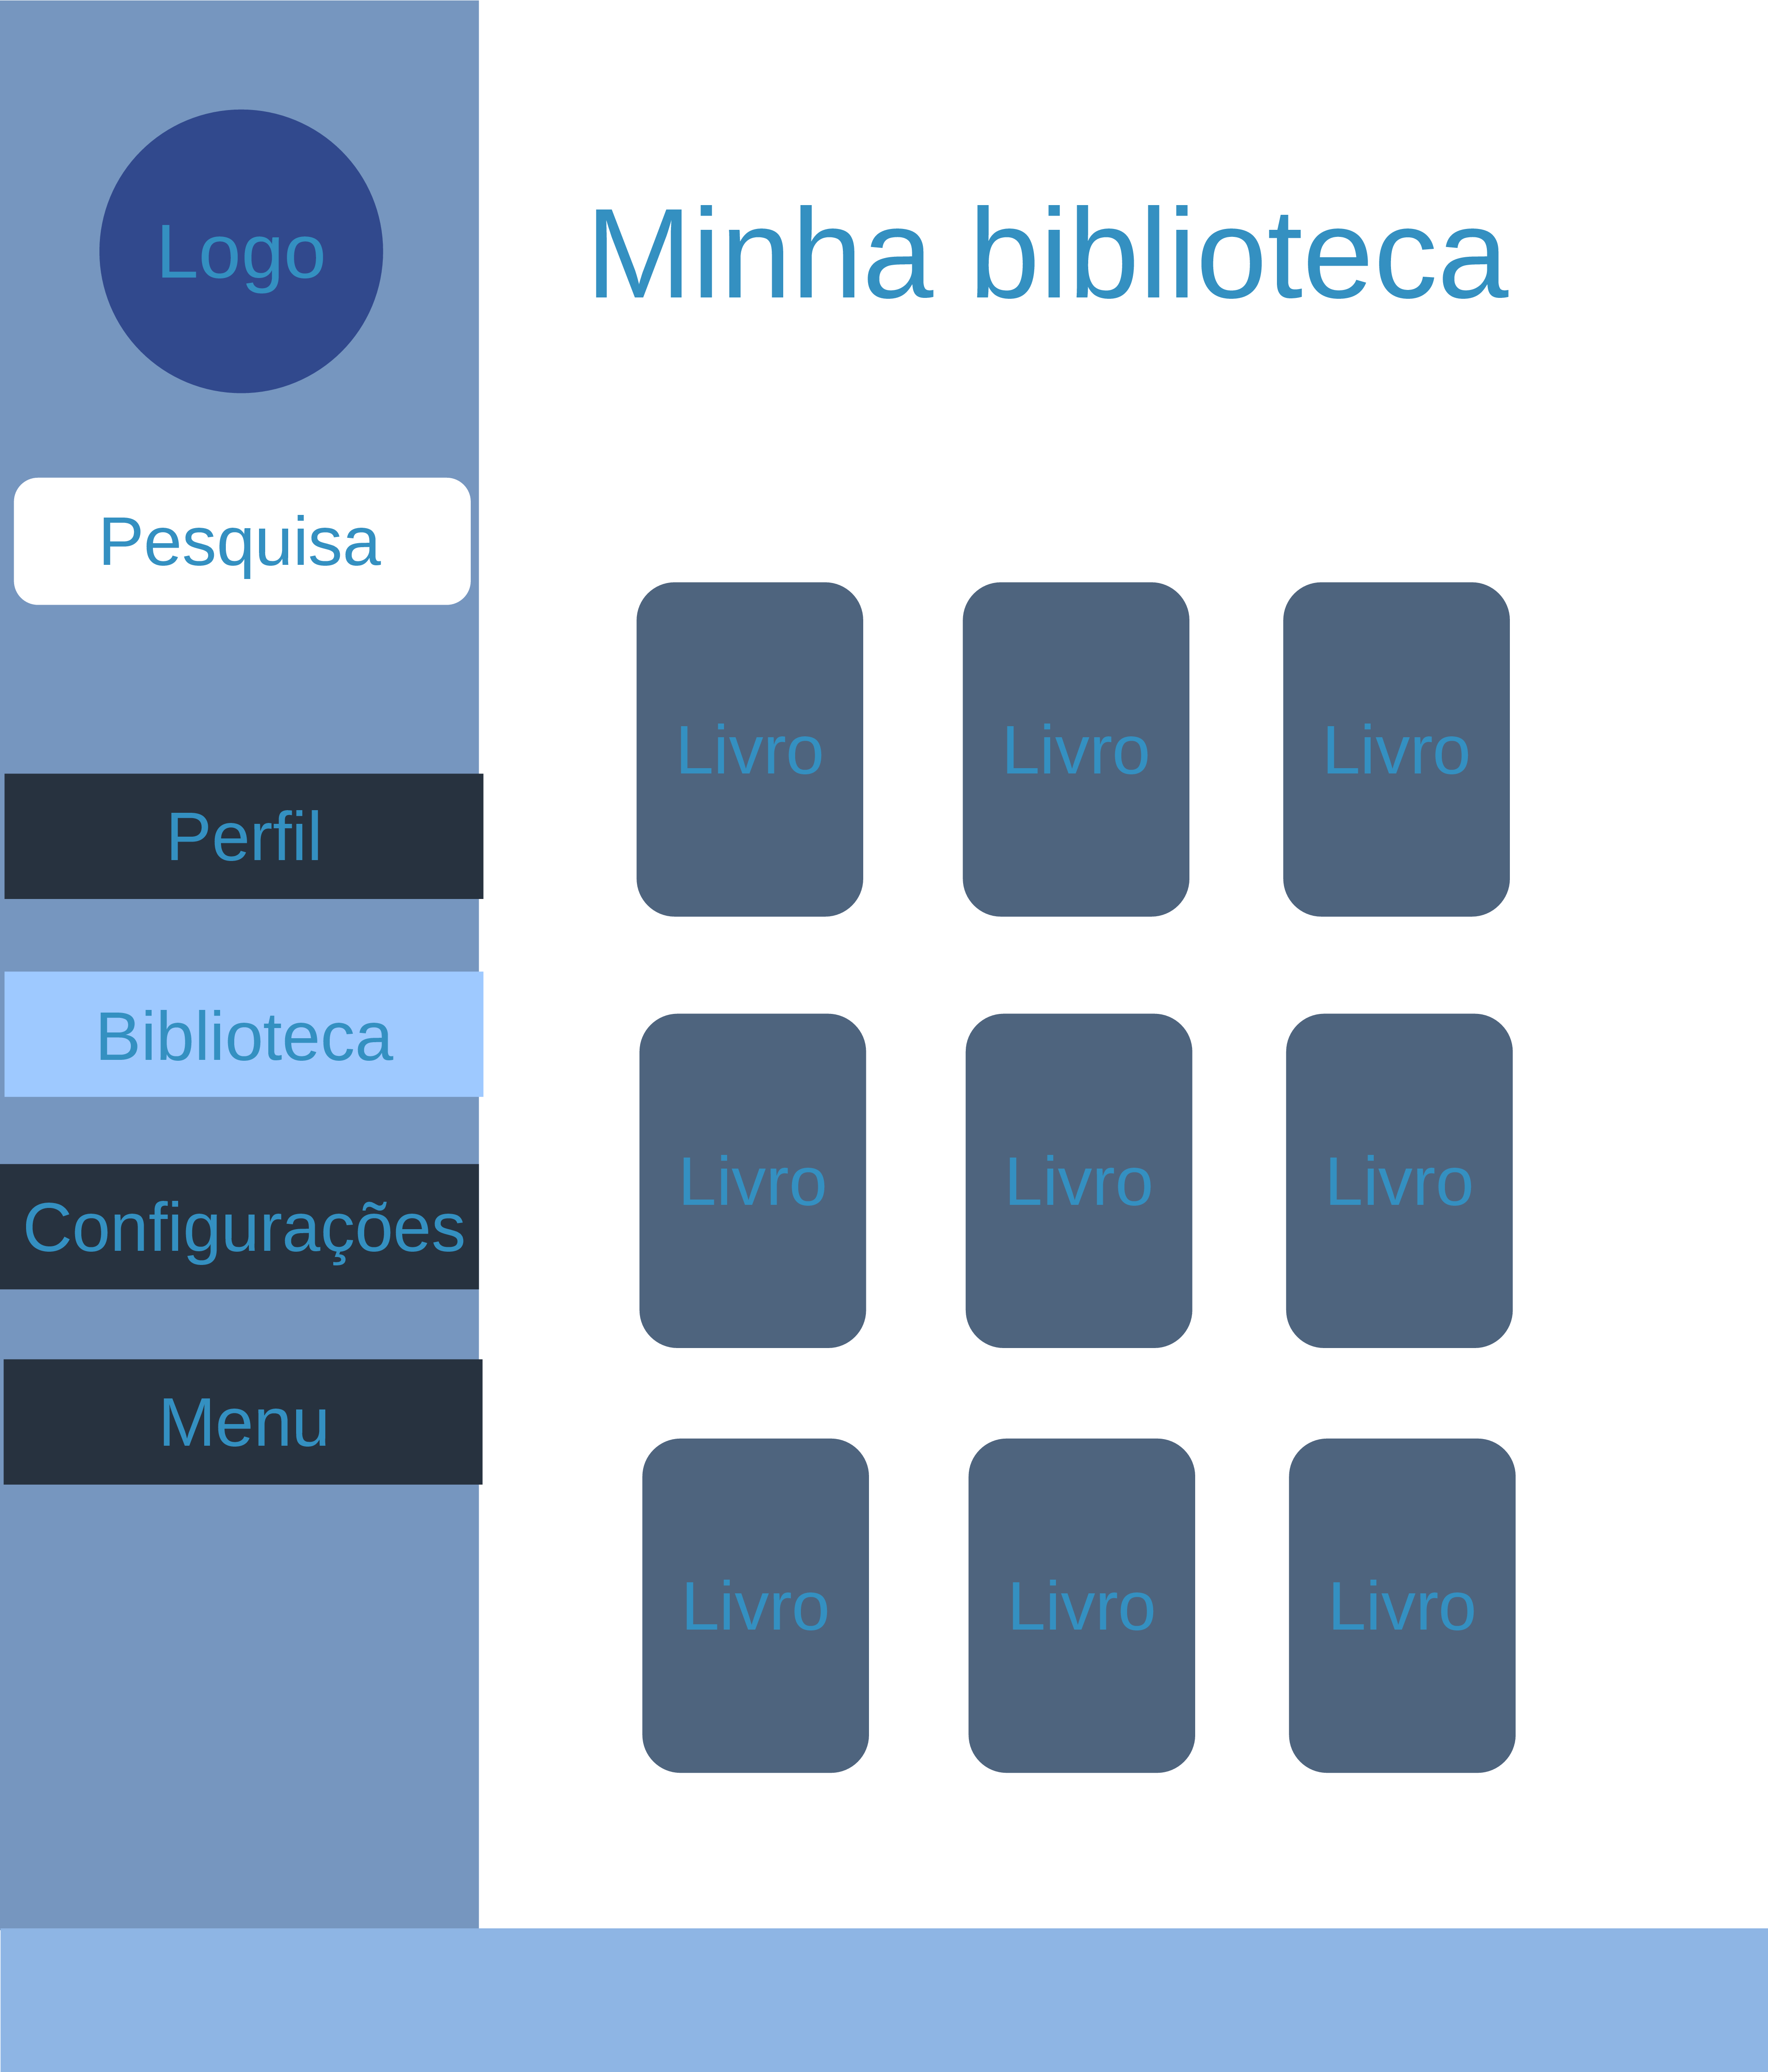 Logo
Minha biblioteca
Pesquisa
Perfil
Biblioteca
Configurações
Menu
Livro Livro Livro
Livro Livro Livro
Livro Livro Livro